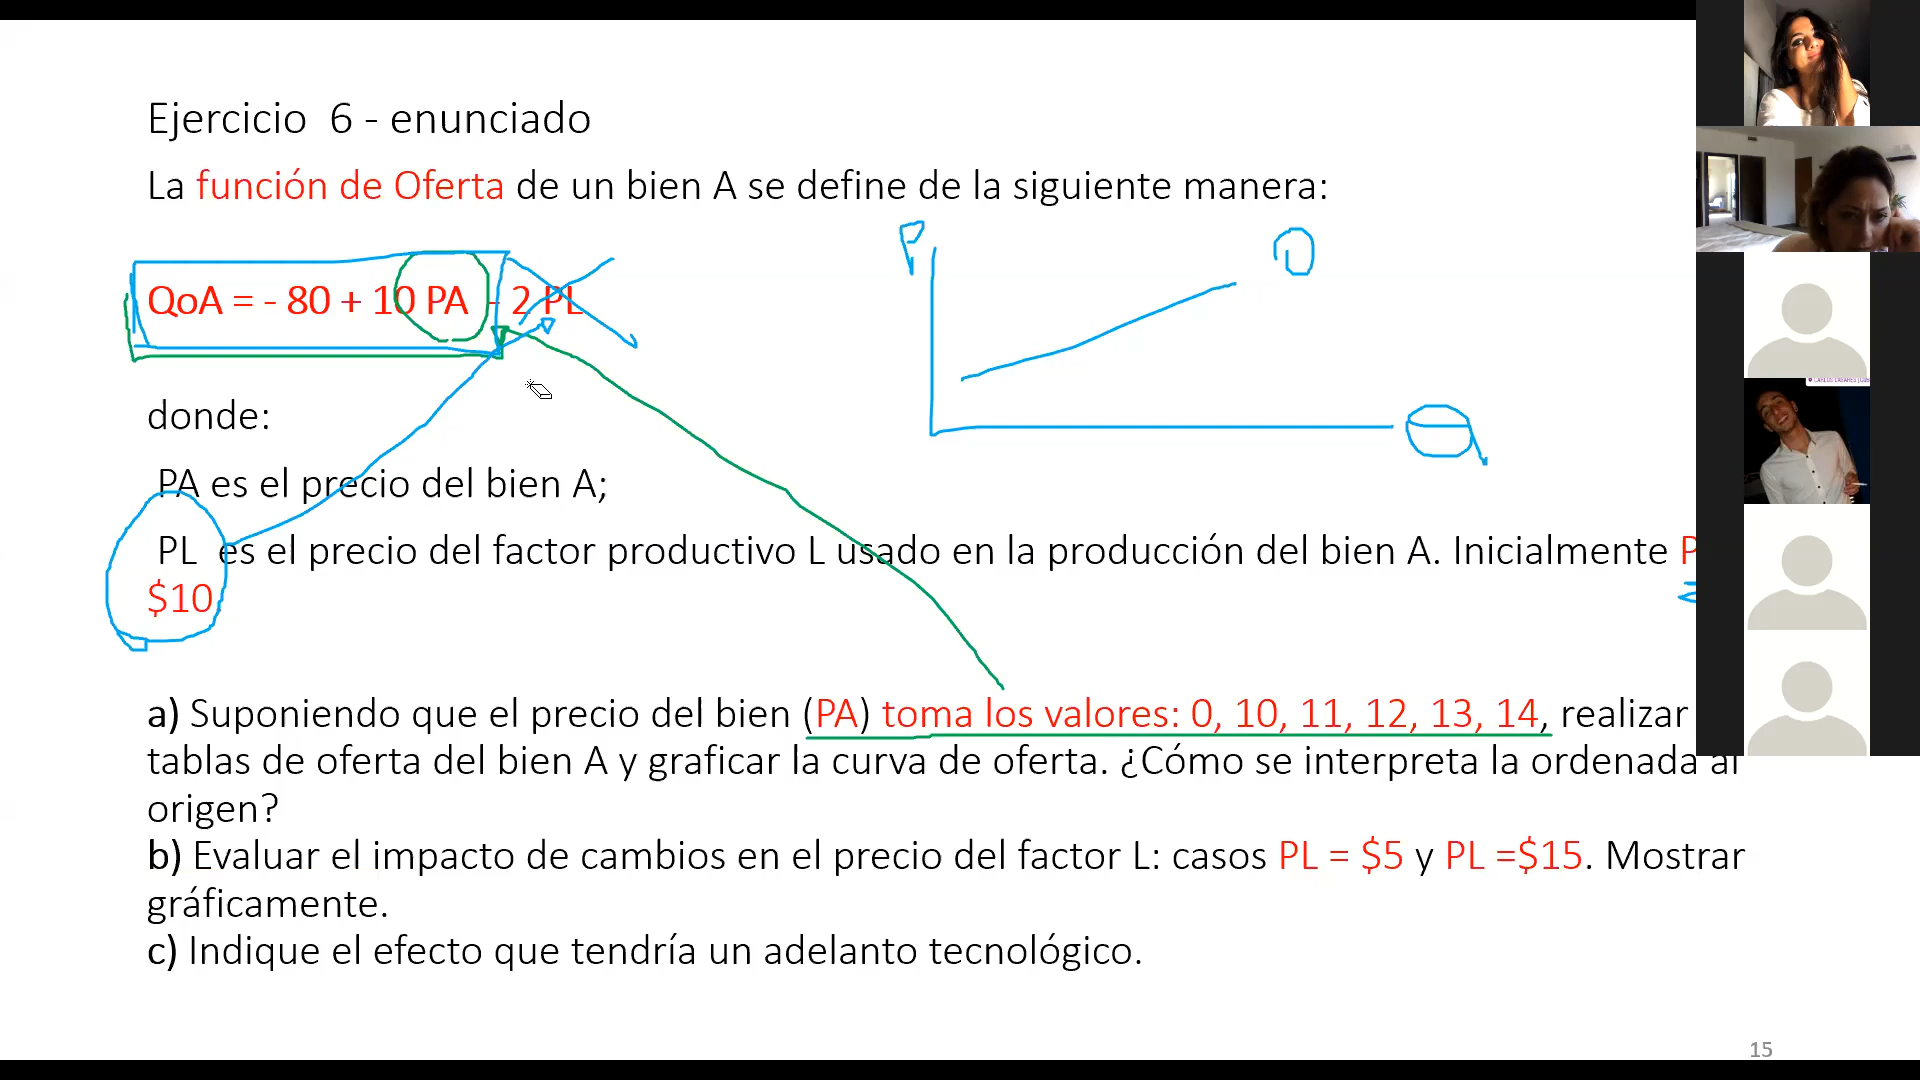 Ejercicio 6 - enunciado
La función de Oferta de un bien A se define de la siguiente manera:
P
O
QoA = - 80 + 10 PA - 2 PL
Q
donde:
PA es el precio del bien A;
PL es el precio del factor productivo L usado en la producción del bien A. Inicialmente P
$10
a) Suponiendo que el precio del bien (PA) toma los valores: 0, 10, 11, 12, 13, 14, realizar
tablas de oferta del bien A y graficar la curva de oferta. ¿Cómo se interpreta la ordenada al
origen?
b) Evaluar el impacto de cambios en el precio del factor L: casos PL = $5 y PL =$15. Mostrar
gráficamente.
c) Indique el efecto que tendría un adelanto tecnológico.
15